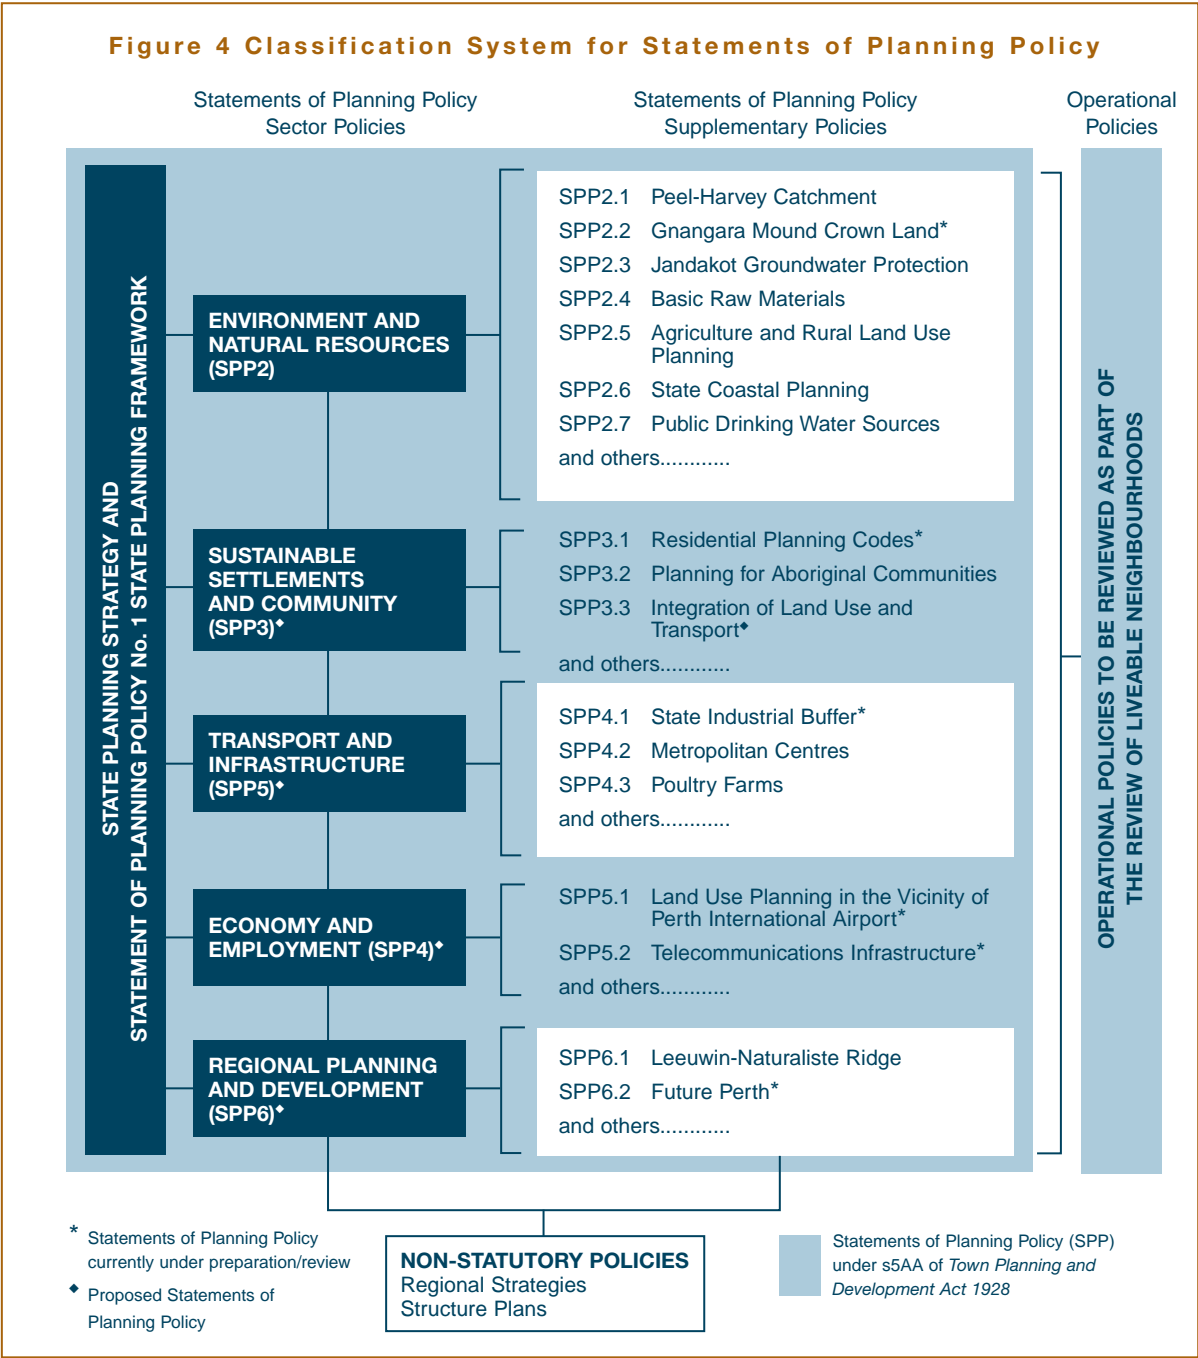 Figure 4 Classification System for Statements of Planning Policy
Statements of Planning Policy
Sector Policies
Statements of Planning Policy
Supplementary Policies
Operational
Policies
STATE PLANNING STRATEGY AND
STATEMENT OF PLANNING POLICY No. 1 STATE PLANNING FRAMEWORK
ENVIRONMENT AND
NATURAL RESOURCES
(SPP2)
SPP2.1 Peel-Harvey Catchment
SPP2.2 Gnangara Mound Crown Land*
SPP2.3 Jandakot Groundwater Protection
SPP2.4 Basic Raw Materials
SPP2.5 Agriculture and Rural Land Use
Planning
SPP2.6 State Coastal Planning
SPP2.7 Public Drinking Water Sources
and others............
SUSTAINABLE
SETTLEMENTS
AND COMMUNITY
(SPP3)◆
SPP3.1 Residential Planning Codes*
SPP3.2 Planning for Aboriginal Communities
SPP3.3 Integration of Land Use and
Transport◆
and others............
TRANSPORT AND
INFRASTRUCTURE
(SPP5)◆
SPP4.1 State Industrial Buffer*
SPP4.2 Metropolitan Centres
SPP4.3 Poultry Farms
and others............
ECONOMY AND
EMPLOYMENT (SPP4)◆
SPP5.1 Land Use Planning in the Vicinity of
Perth International Airport*
SPP5.2 Telecommunications Infrastructure*
and others............
REGIONAL PLANNING
AND DEVELOPMENT
(SPP6)◆
SPP6.1 Leeuwin-Naturaliste Ridge
SPP6.2 Future Perth*
and others............
OPERATIONAL POLICIES TO BE REVIEWED AS PART OF
THE REVIEW OF LIVEABLE NEIGHBOURHOODS
* Statements of Planning Policy
currently under preparation/review
◆ Proposed Statements of
Planning Policy
NON-STATUTORY POLICIES
Regional Strategies
Structure Plans
Statements of Planning Policy (SPP)
under s5AA of Town Planning and
Development Act 1928